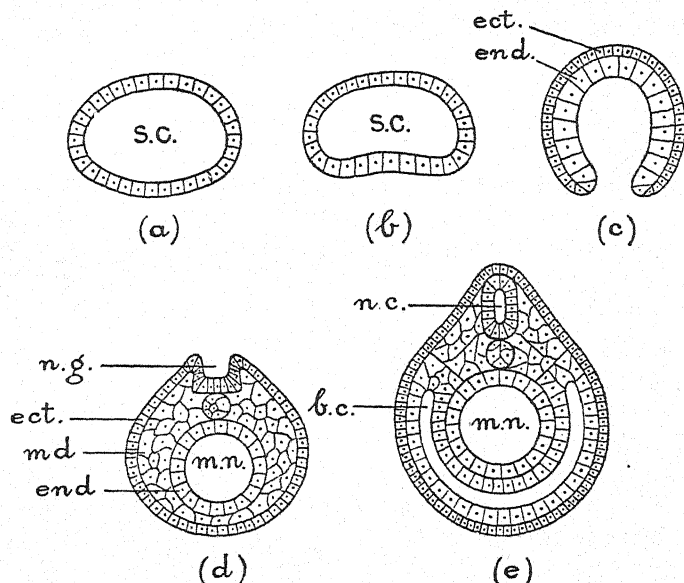 ect.
end.
S.C.
S.C.
(a)
(b)
(c)
n.c.
n.g.
ect.
b.c.
md
m.n.
m.n.
end
(d)
(e)